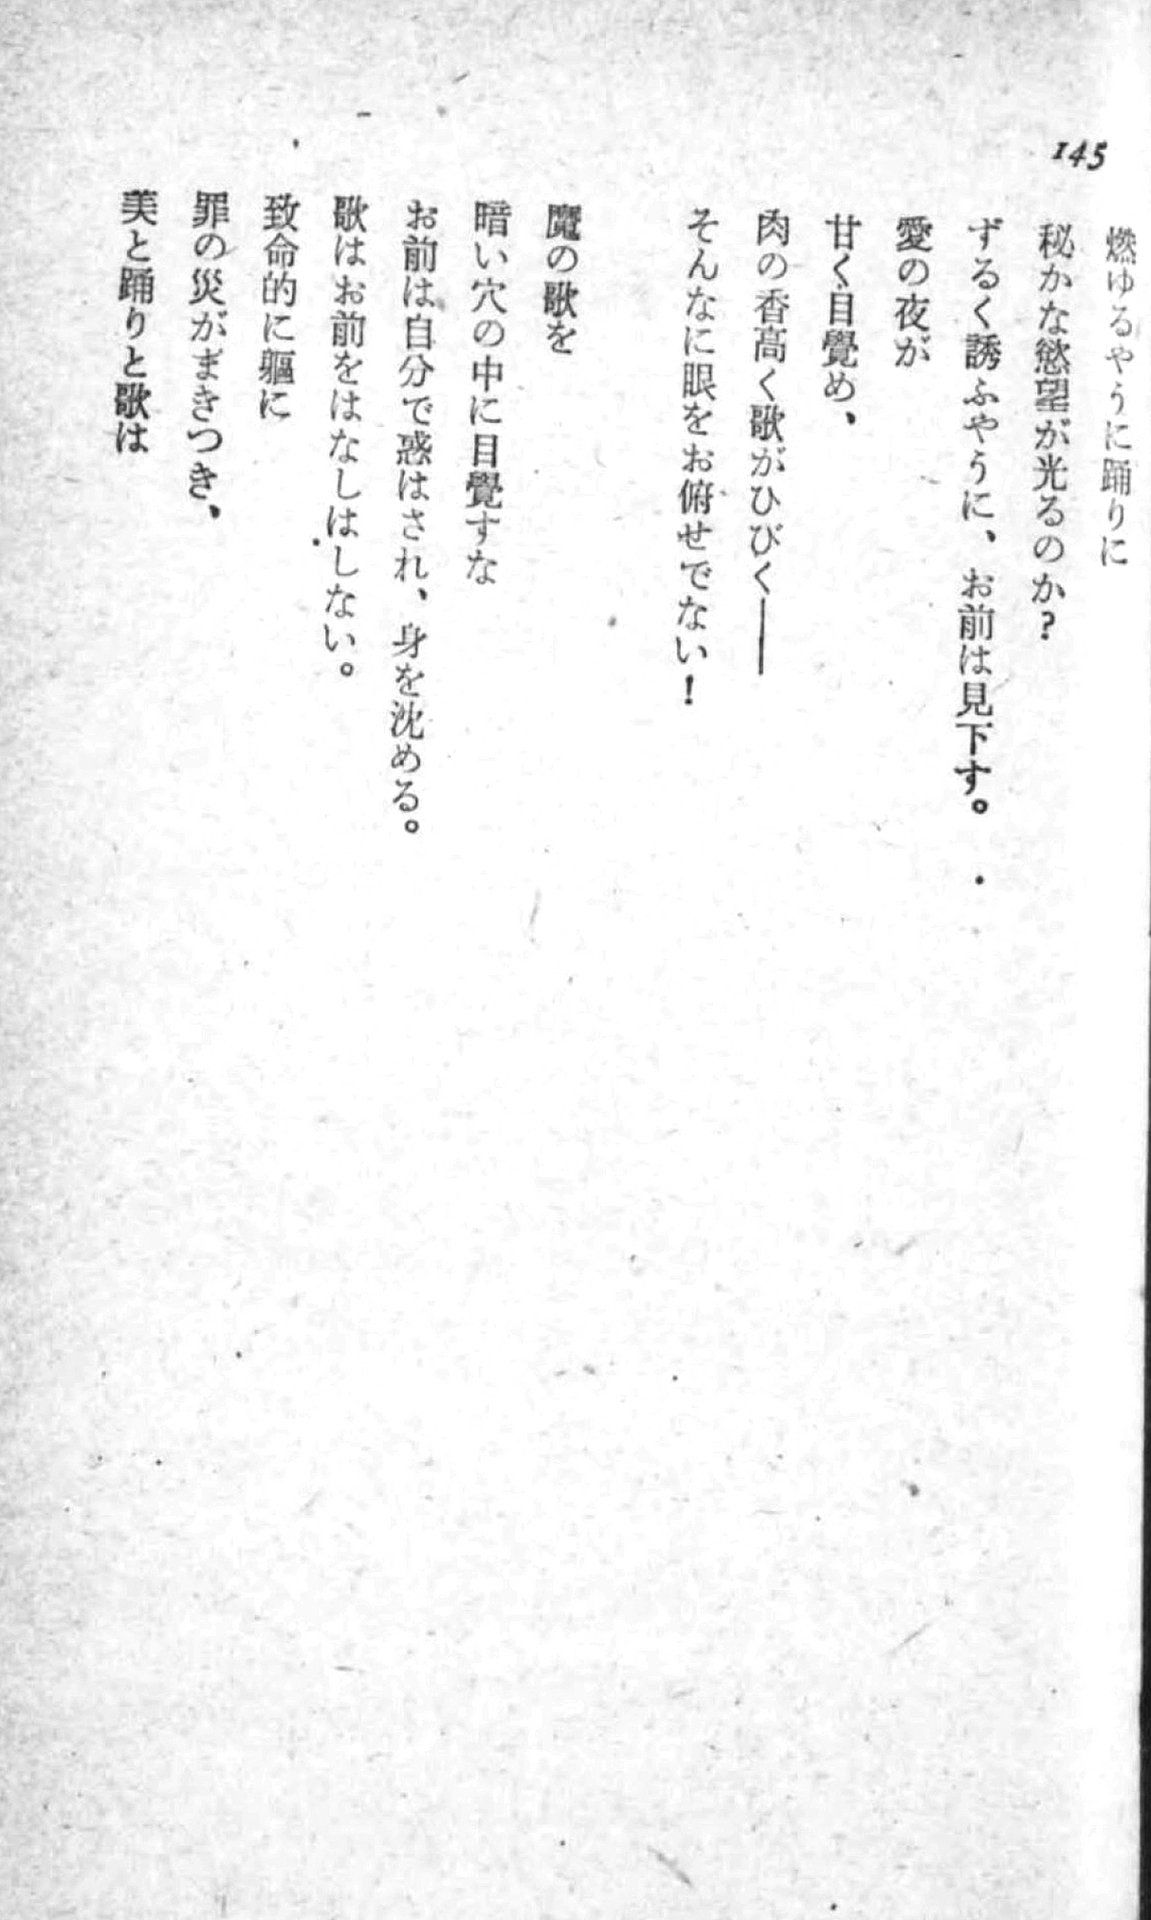 145
燃ゆるやうに踊りに
秘かな慾望が光るのか?
ずるく誘ふやうに、お前は見下す。
愛の夜が
甘く目覺め、
肉の香高く歌がひびく――
そんなに眼をお俯せでない!
魔の歌を
暗い穴の中に目覺すな
お前は自分で惑はされ、身を沈める。
歌はお前をはなしはしない。
致命的に軀に
罪の災がまきつき、
美と踊りと歌は